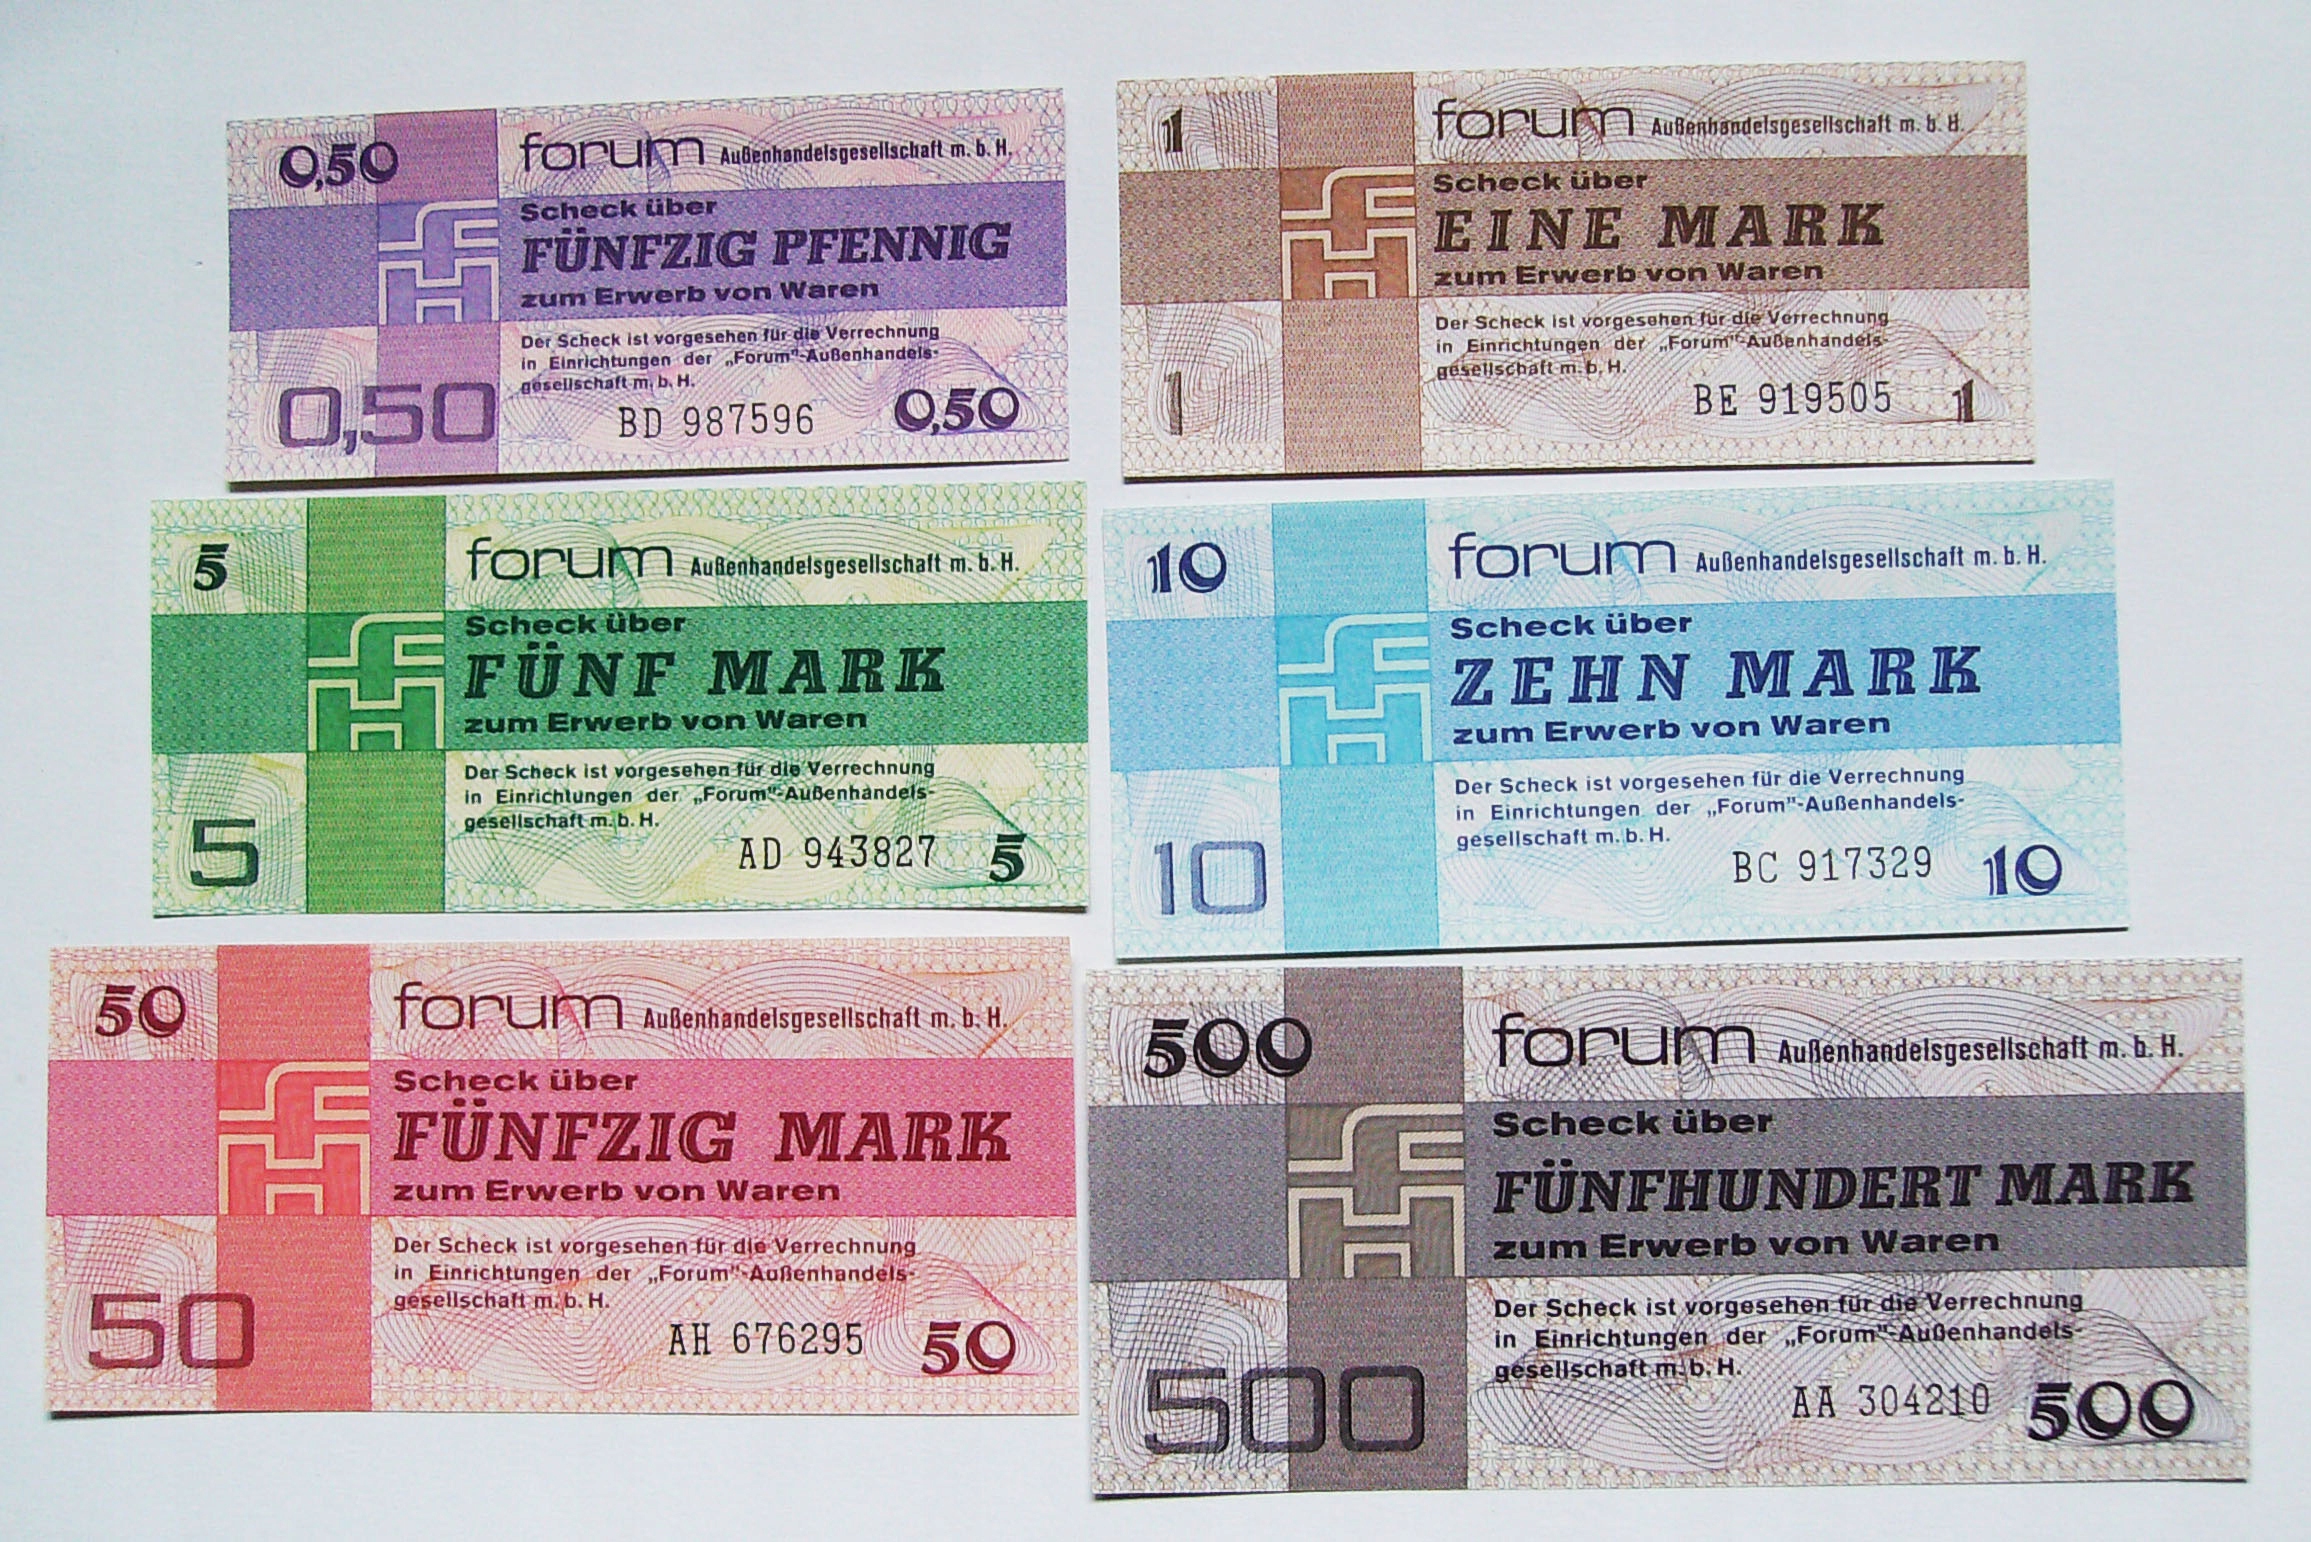 0,50
forum Außenhandelsgesellschaft m. b. H.
Scheck über
FÜNFZIG PFENNIG
zum Erwerb von Waren
Der Scheck ist vorgesehen für die Verrechnung
in Einrichtungen der „Forum"-Außenhandels-
gesellschaft m. b. H.
0,50
BD 987596
0,50
1
forum Außenhandelsgesellschaft m. b. H.
Scheck über
EINE MARK
zum Erwerb von Waren
Der Scheck ist vorgesehen für die Verrechnung
in Einrichtungen der „Forum"-Außenhandels-
gesellschaft m. b. H.
1
BE 919505
1
5
forum Außenhandelsgesellschaft m. b. H.
Scheck über
FÜNF MARK
zum Erwerb von Waren
Der Scheck ist vorgesehen für die Verrechnung
in Einrichtungen der „Forum"-Außenhandels-
gesellschaft m. b. H.
5
AD 943827
5
10
forum Außenhandelsgesellschaft m. b. H.
Scheck über
ZEHN MARK
zum Erwerb von Waren
Der Scheck ist vorgesehen für die Verrechnung
in Einrichtungen der „Forum"-Außenhandels-
gesellschaft m. b. H.
10
BC 917329
10
50
forum Außenhandelsgesellschaft m. b. H.
Scheck über
FÜNFZIG MARK
zum Erwerb von Waren
Der Scheck ist vorgesehen für die Verrechnung
in Einrichtungen der „Forum"-Außenhandels-
gesellschaft m. b. H.
50
AH 676295
50
500
forum Außenhandelsgesellschaft m. b. H.
Scheck über
FÜNFHUNDERT MARK
zum Erwerb von Waren
Der Scheck ist vorgesehen für die Verrechnung
in Einrichtungen der „Forum"-Außenhandels-
gesellschaft m. b. H.
500
AA 304210
500